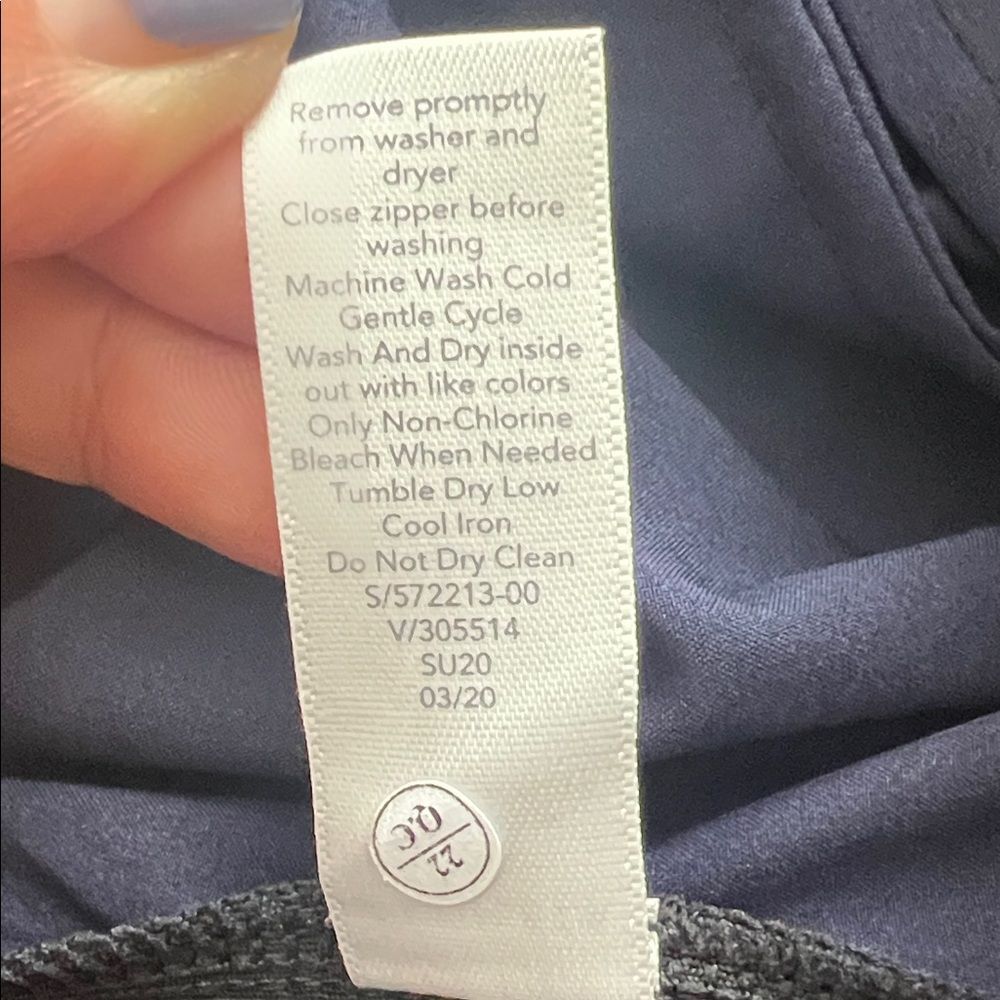 Remove promptly
from washer and
dryer
Close zipper before
washing
Machine Wash Cold
Gentle Cycle
Wash And Dry inside
out with like colors
Only Non-Chlorine
Bleach When Needed
Tumble Dry Low
Cool Iron
Do Not Dry Clean
S/572213-00
V/305514
SU20
03/20
Q.C
22